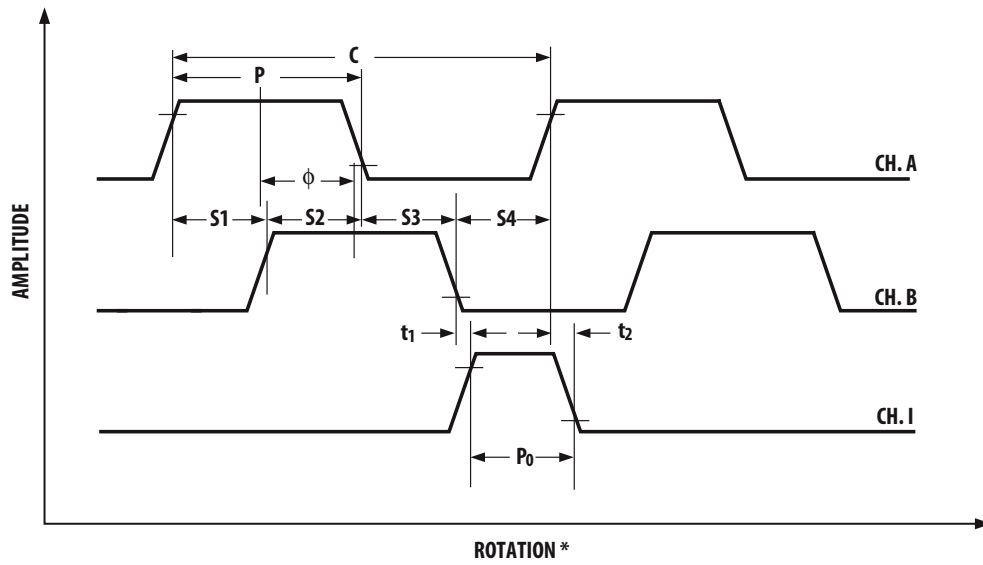 C
P
CH. A
ϕ
S1 S2 S3 S4
AMPLITUDE
CH. B
t1 t2
CH. I
P0
ROTATION *